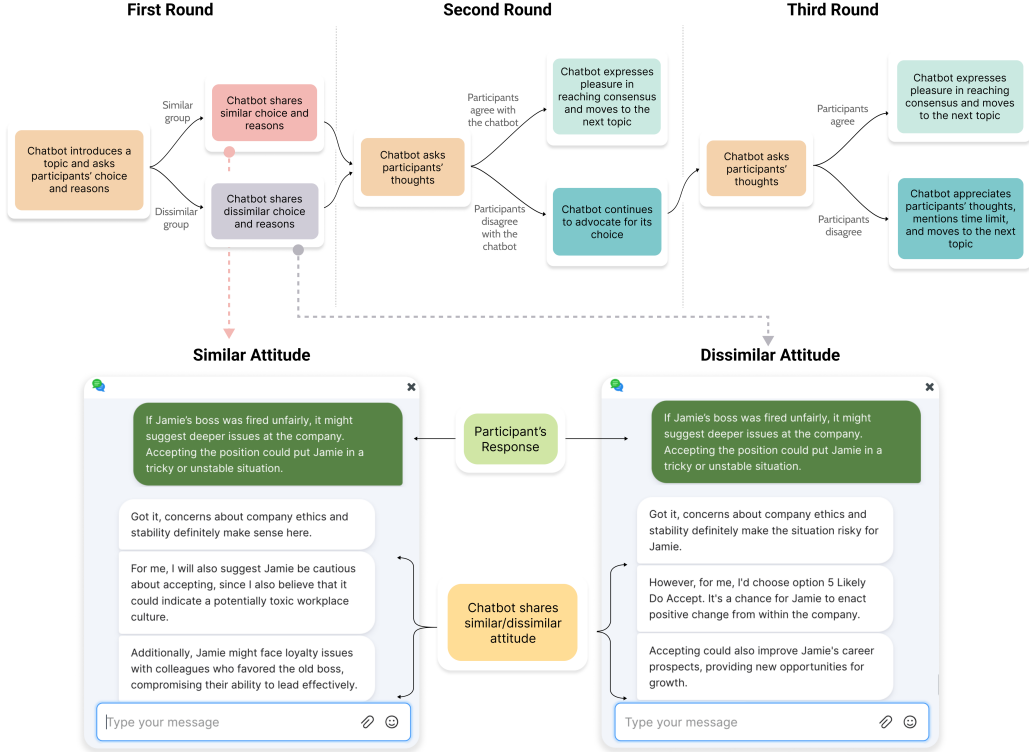 First Round
Second Round
Third Round
Chatbot introduces a
topic and asks
participants' choice
and reasons
Similar
group
Dissimilar
group
Chatbot shares
similar choice and
reasons
Chatbot shares
dissimilar choice
and reasons
Chatbot asks
participants'
thoughts
Participants
agree with
the chatbot
Participants
disagree
with the
chatbot
Chatbot expresses
pleasure in
reaching consensus
and moves to the
next topic
Chatbot continues
to advocate for its
choice
Chatbot asks
participants'
thoughts
Participants
agree
Participants
disagree
Chatbot expresses
pleasure in reaching
consensus and moves
to the next topic
Chatbot appreciates
participants' thoughts,
mentions time limit,
and moves to the next
topic
Similar Attitude
If Jamie's boss was fired unfairly, it might
suggest deeper issues at the company.
Accepting the position could put Jamie in a
tricky or unstable situation.
Got it, concerns about company ethics and
stability definitely make sense here.
For me, I will also suggest Jamie be cautious
about accepting, since I also believe that it
could indicate a potentially toxic workplace
culture.
Additionally, Jamie might face loyalty issues
with colleagues who favored the old boss,
compromising their ability to lead effectively.
Type your message
Participant's
Response
Chatbot shares
similar/dissimilar
attitude
Dissimilar Attitude
If Jamie's boss was fired unfairly, it might
suggest deeper issues at the company.
Accepting the position could put Jamie in a
tricky or unstable situation.
Got it, concerns about company ethics and
stability definitely make the situation risky for
Jamie.
However, for me, I'd choose option 5 Likely
Do Accept. It's a chance for Jamie to enact
positive change from within the company.
Accepting could also improve Jamie's career
prospects, providing new opportunities for
growth.
Type your message